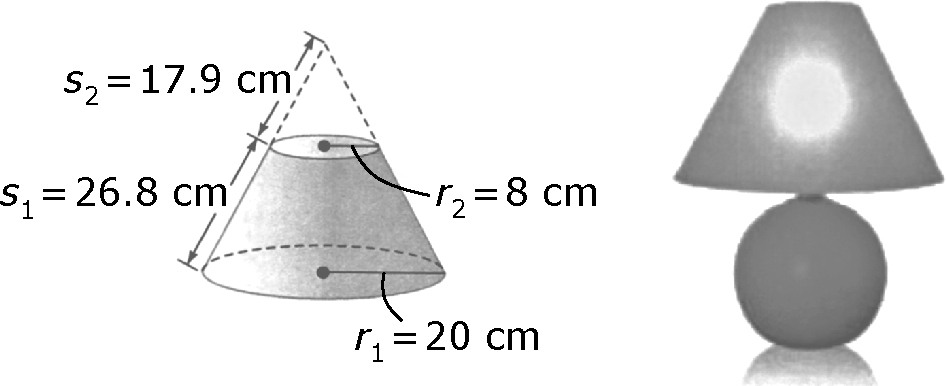 s₂ = 17.9 cm
s₁ = 26.8 cm
r₂ = 8 cm
r₁ = 20 cm